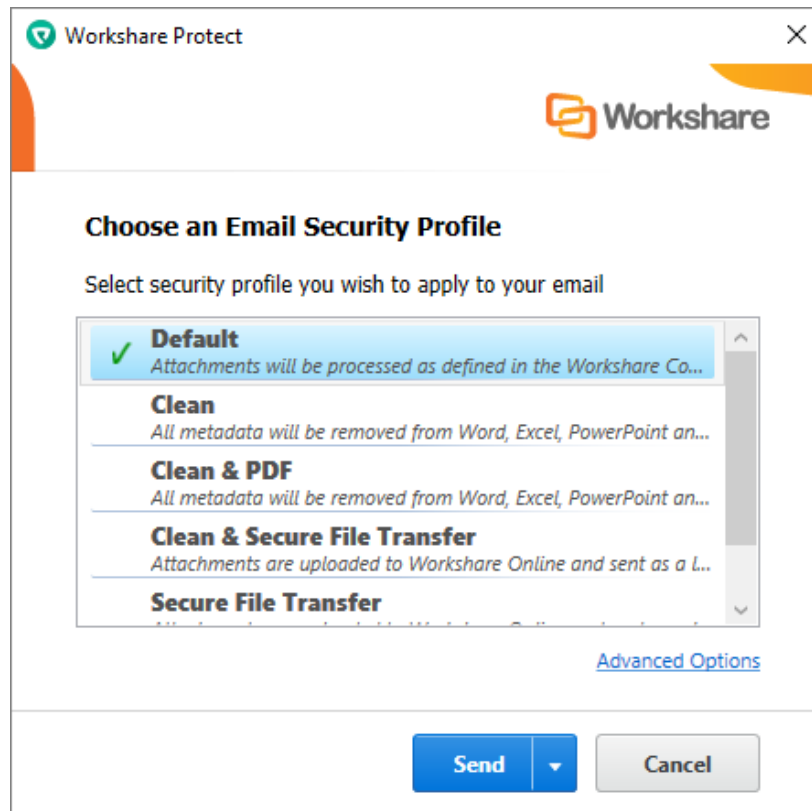 Workshare Protect
Workshare
Choose an Email Security Profile
Select security profile you wish to apply to your email
Default
Attachments will be processed as defined in the Workshare Co...
Clean
All metadata will be removed from Word, Excel, PowerPoint an...
Clean & PDF
All metadata will be removed from Word, Excel, PowerPoint an...
Clean & Secure File Transfer
Attachments are uploaded to Workshare Online and sent as a l...
Secure File Transfer
Advanced Options
Send
Cancel